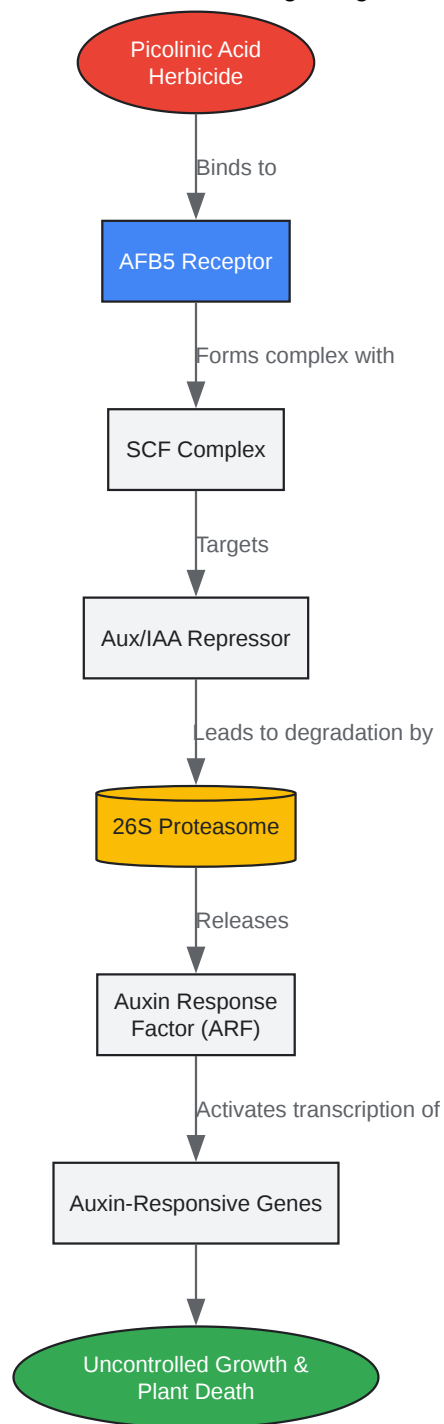 Picolinic Acid
Herbicide
Binds to
AFB5 Receptor
Forms complex with
SCF Complex
Targets
Aux/IAA Repressor
Leads to degradation by
26S Proteasome
Releases
Auxin Response
Factor (ARF)
Activates transcription of
Auxin-Responsive Genes
Uncontrolled Growth &
Plant Death